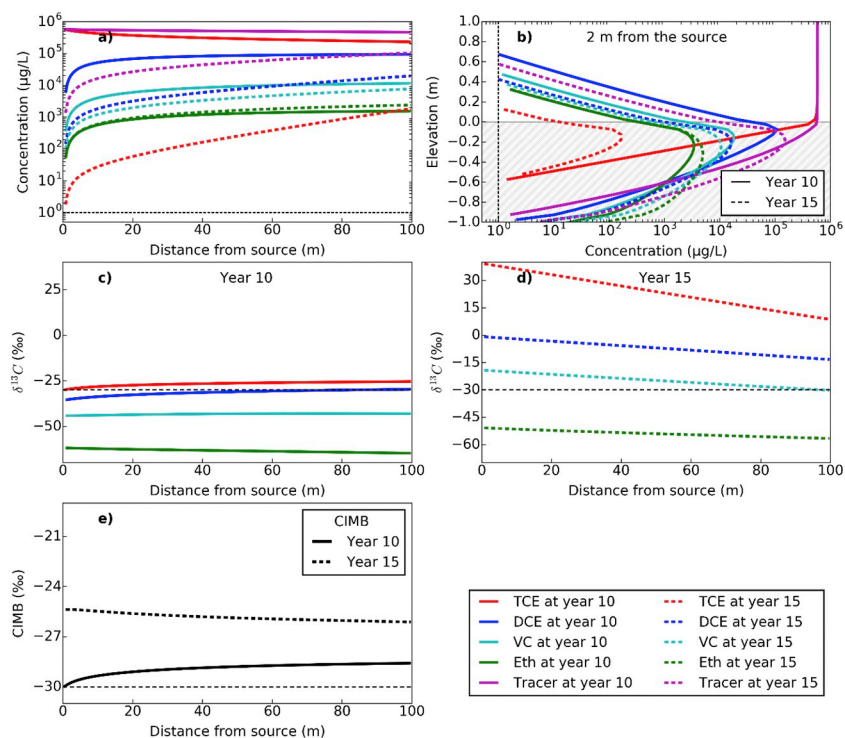 a)
Concentration (µg/L)
10⁶
10⁵
10⁴
10³
10²
10¹
10⁰
0 20 40 60 80 100
Distance from source (m)
b) 2 m from the source
Elevation (m)
1.0
0.8
0.6
0.4
0.2
0.0
−0.2
−0.4
−0.6
−0.8
−1.0
Year 10
Year 15
10⁰ 10¹ 10² 10³ 10⁴ 10⁵ 10⁶
Concentration (µg/L)
c) Year 10
δ¹³C (‰)
25
0
−25
−50
0 20 40 60 80 100
Distance from source (m)
d) Year 15
δ¹³C (‰)
30
15
0
−15
−30
−45
−60
0 20 40 60 80 100
Distance from source (m)
e)
CIMB (‰)
−21
−24
−27
−30
CIMB
Year 10
Year 15
0 20 40 60 80 100
Distance from source (m)
TCE at year 10 TCE at year 15
DCE at year 10 DCE at year 15
VC at year 10 VC at year 15
Eth at year 10 Eth at year 15
Tracer at year 10 Tracer at year 15